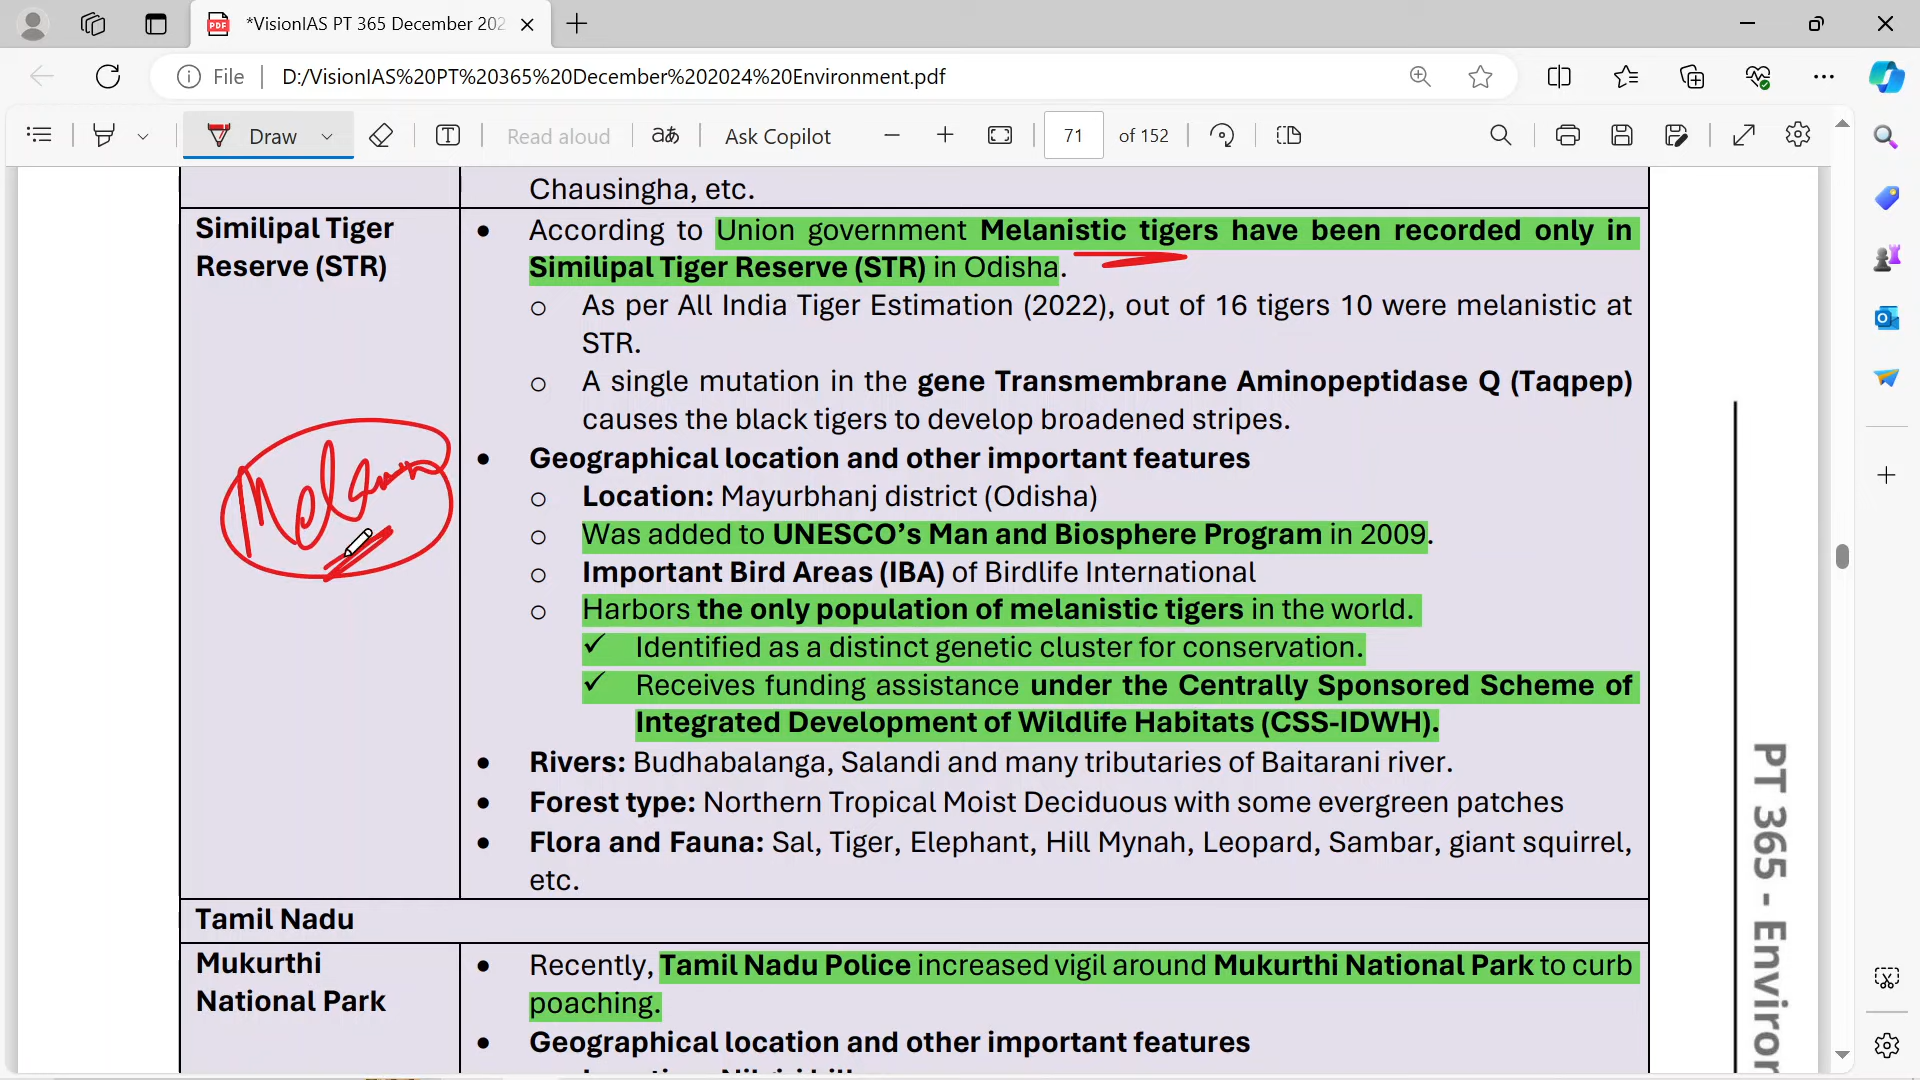 *VisionIAS PT 365 December 202
File
D:/VisionIAS%20PT%20365%20December%202024%20Environment.pdf
Draw
Read aloud
aあ
Ask Copilot
71
of 152
Chausingha, etc.
Similipal Tiger
Reserve (STR)
• According to Union government Melanistic tigers have been recorded only in
Similipal Tiger Reserve (STR) in Odisha.
o As per All India Tiger Estimation (2022), out of 16 tigers 10 were melanistic at
STR.
o A single mutation in the gene Transmembrane Aminopeptidase Q (Taqpep)
causes the black tigers to develop broadened stripes.
• Geographical location and other important features
o Location: Mayurbhanj district (Odisha)
o Was added to UNESCO’s Man and Biosphere Program in 2009.
o Important Bird Areas (IBA) of Birdlife International
o Harbors the only population of melanistic tigers in the world.
✓ Identified as a distinct genetic cluster for conservation.
✓ Receives funding assistance under the Centrally Sponsored Scheme of
Integrated Development of Wildlife Habitats (CSS-IDWH).
• Rivers: Budhabalanga, Salandi and many tributaries of Baitarani river.
• Forest type: Northern Tropical Moist Deciduous with some evergreen patches
• Flora and Fauna: Sal, Tiger, Elephant, Hill Mynah, Leopard, Sambar, giant squirrel,
etc.
Tamil Nadu
Mukurthi
National Park
• Recently, Tamil Nadu Police increased vigil around Mukurthi National Park to curb
poaching.
• Geographical location and other important features
PT 365 - Environ